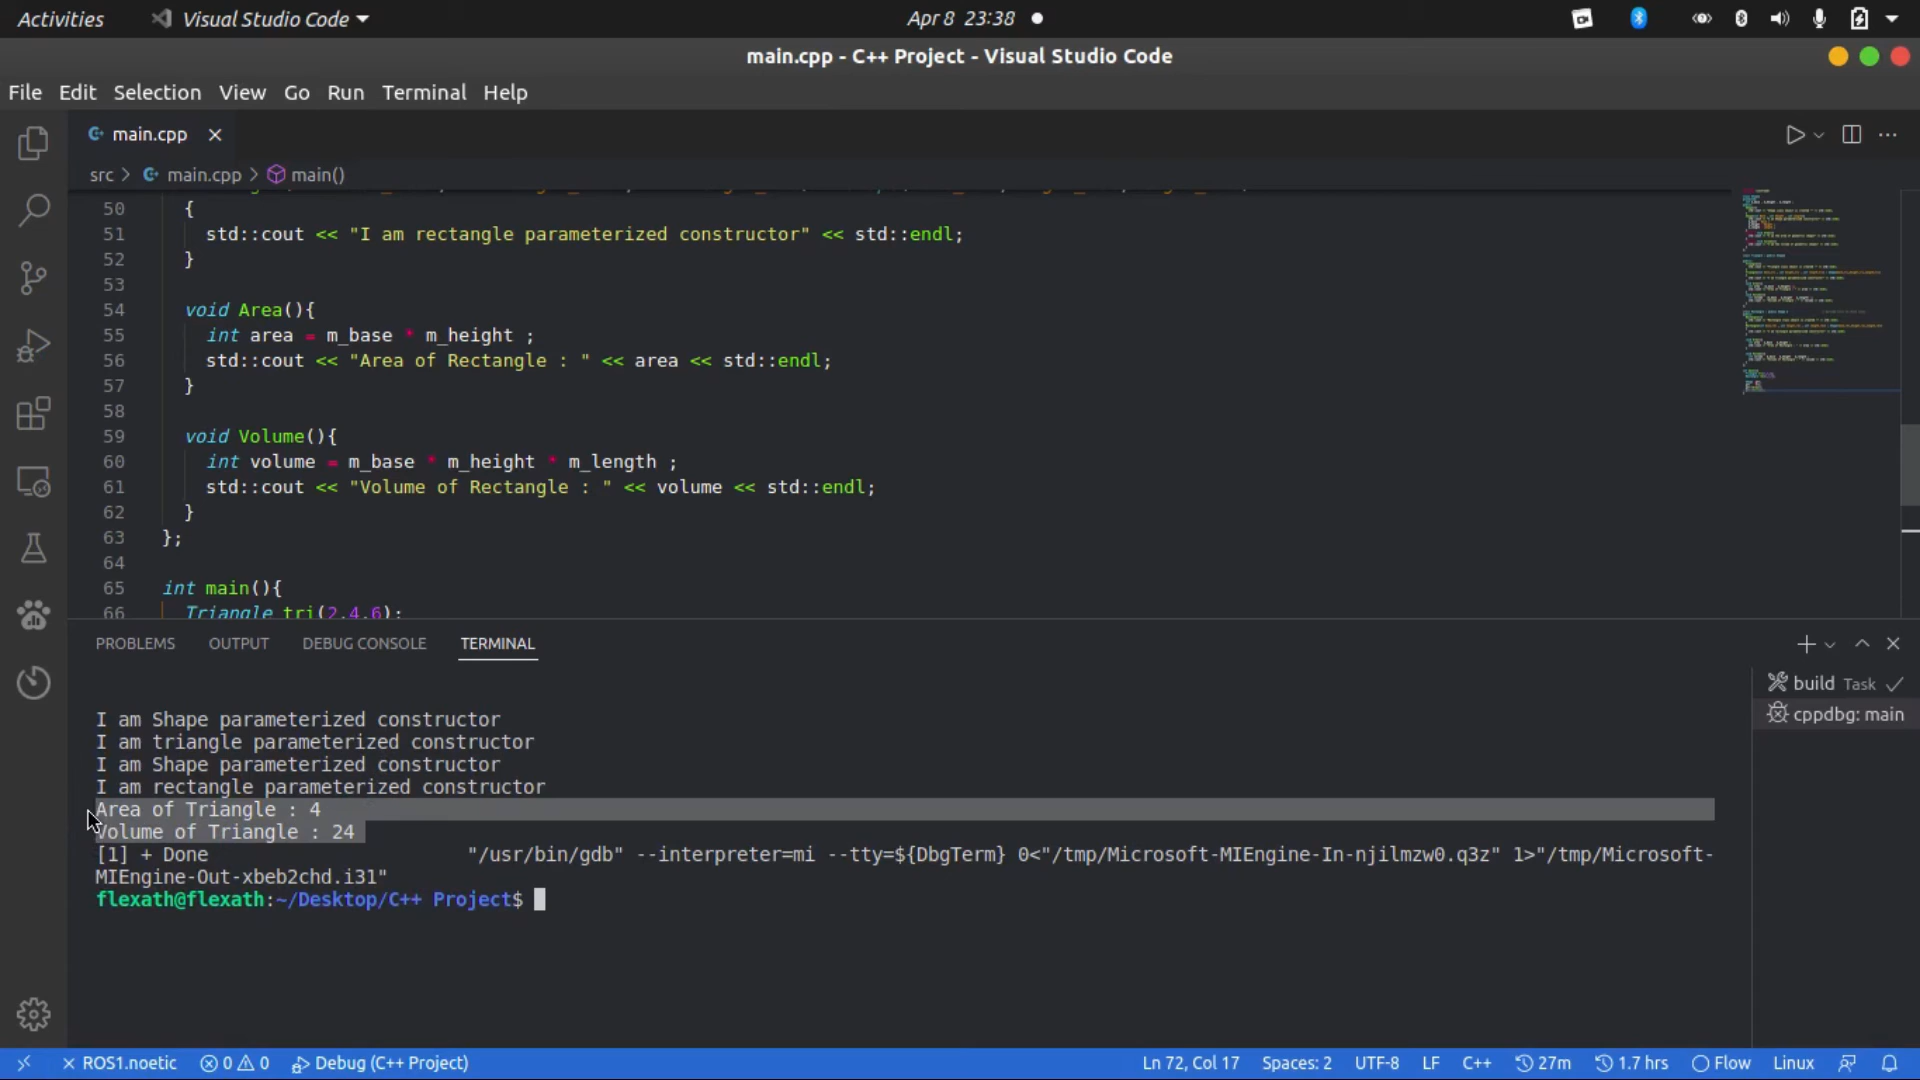 Activities Visual Studio Code Apr 8 23:38
main.cpp - C++ Project - Visual Studio Code
File Edit Selection View Go Run Terminal Help
main.cpp
src > main.cpp > main()
50 {
51 std::cout << "I am rectangle parameterized constructor" << std::endl;
52 }
53
54 void Area(){
55 int area = m_base * m_height ;
56 std::cout << "Area of Rectangle : " << area << std::endl;
57 }
58
59 void Volume(){
60 int volume = m_base * m_height * m_length ;
61 std::cout << "Volume of Rectangle : " << volume << std::endl;
62 }
63 };
64
65 int main(){
66 Triangle tri(2,4,6);
PROBLEMS OUTPUT DEBUG CONSOLE TERMINAL
build Task
cppdbg: main
I am Shape parameterized constructor
I am triangle parameterized constructor
I am Shape parameterized constructor
I am rectangle parameterized constructor
Area of Triangle : 4
Volume of Triangle : 24
[1] + Done "/usr/bin/gdb" --interpreter=mi --tty=${DbgTerm} 0<"/tmp/Microsoft-MIEngine-In-njilmzw0.q3z" 1>"/tmp/Microsoft-
MIEngine-Out-xbeb2chd.i31"
flexath@flexath:~/Desktop/C++ Project$
ROS1.noetic 0 0 Debug (C++ Project) Ln 72, Col 17 Spaces: 2 UTF-8 LF C++ 27m 1.7 hrs Flow Linux